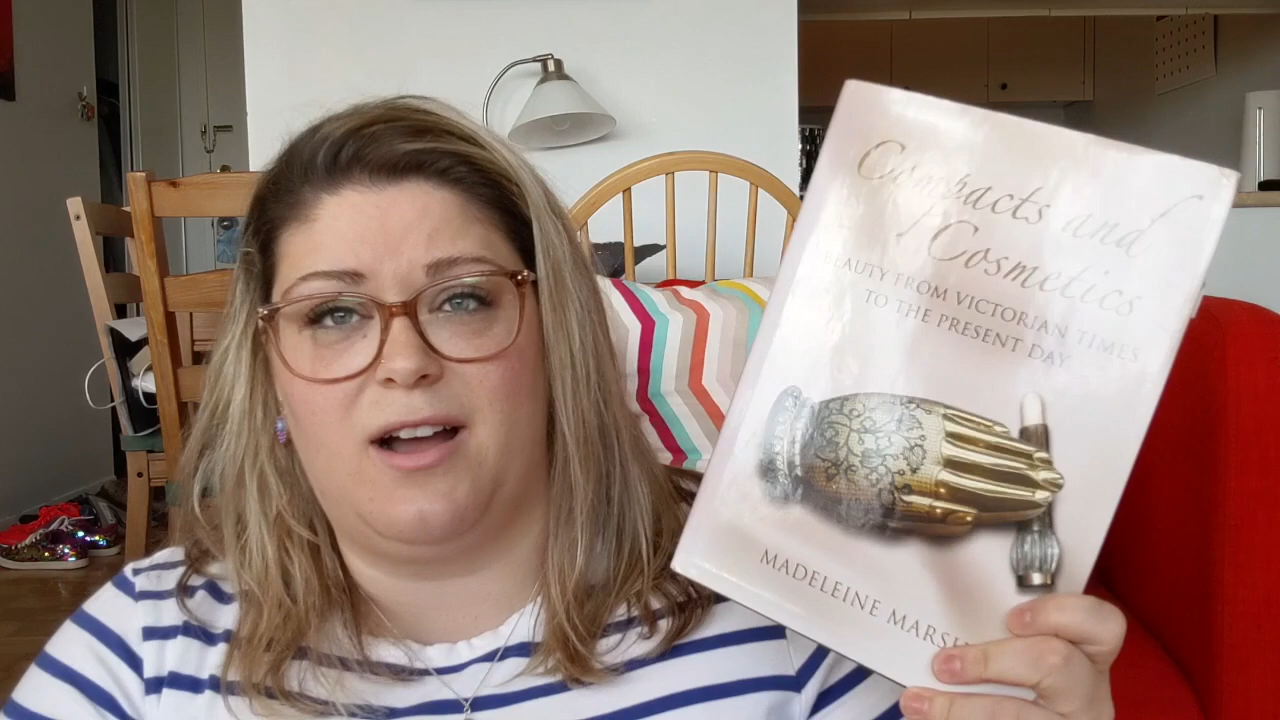 Compacts and
Cosmetics
BEAUTY FROM VICTORIAN TIMES
TO THE PRESENT DAY
MADELEINE